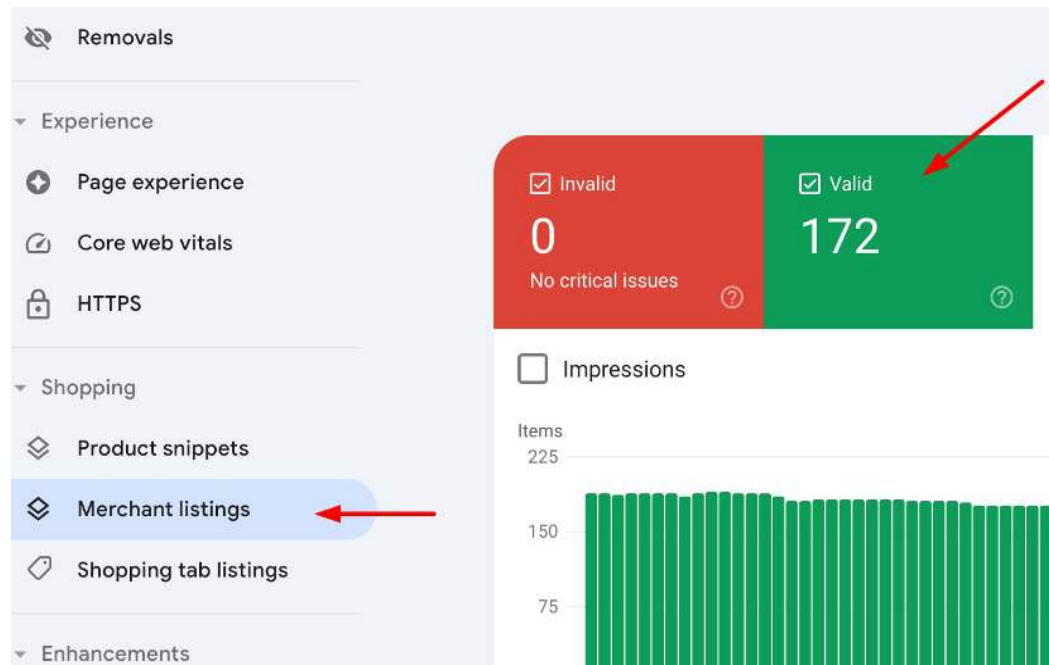 Removals
Experience
Page experience
Core web vitals
HTTPS
Shopping
Product snippets
Merchant listings
Shopping tab listings
Enhancements
Invalid
0
No critical issues
Valid
172
Impressions
Items
225
150
75